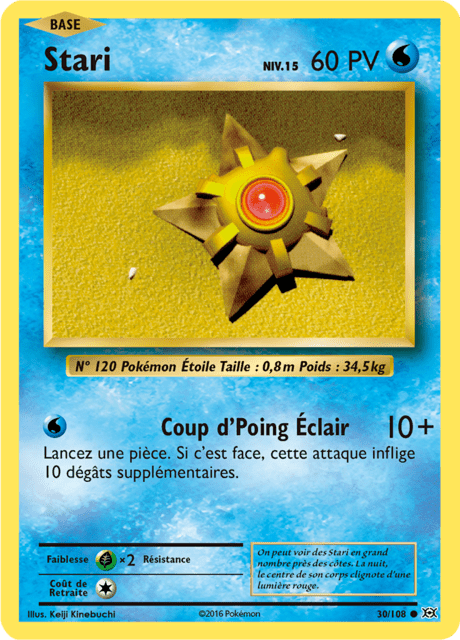 BASE
Stari
NIV.15 60 PV
N° 120 Pokémon Étoile Taille : 0,8 m Poids : 34,5 kg
Coup d'Poing Éclair 10+
Lancez une pièce. Si c'est face, cette attaque inflige
10 dégâts supplémentaires.
Faiblesse ×2 Résistance
Coût de
Retraite
On peut voir des Stari en grand
nombre près des côtes. La nuit,
le centre de son corps clignote d'une
lumière rouge.
Illus. Keiji Kinebuchi ©2016 Pokémon 30/108